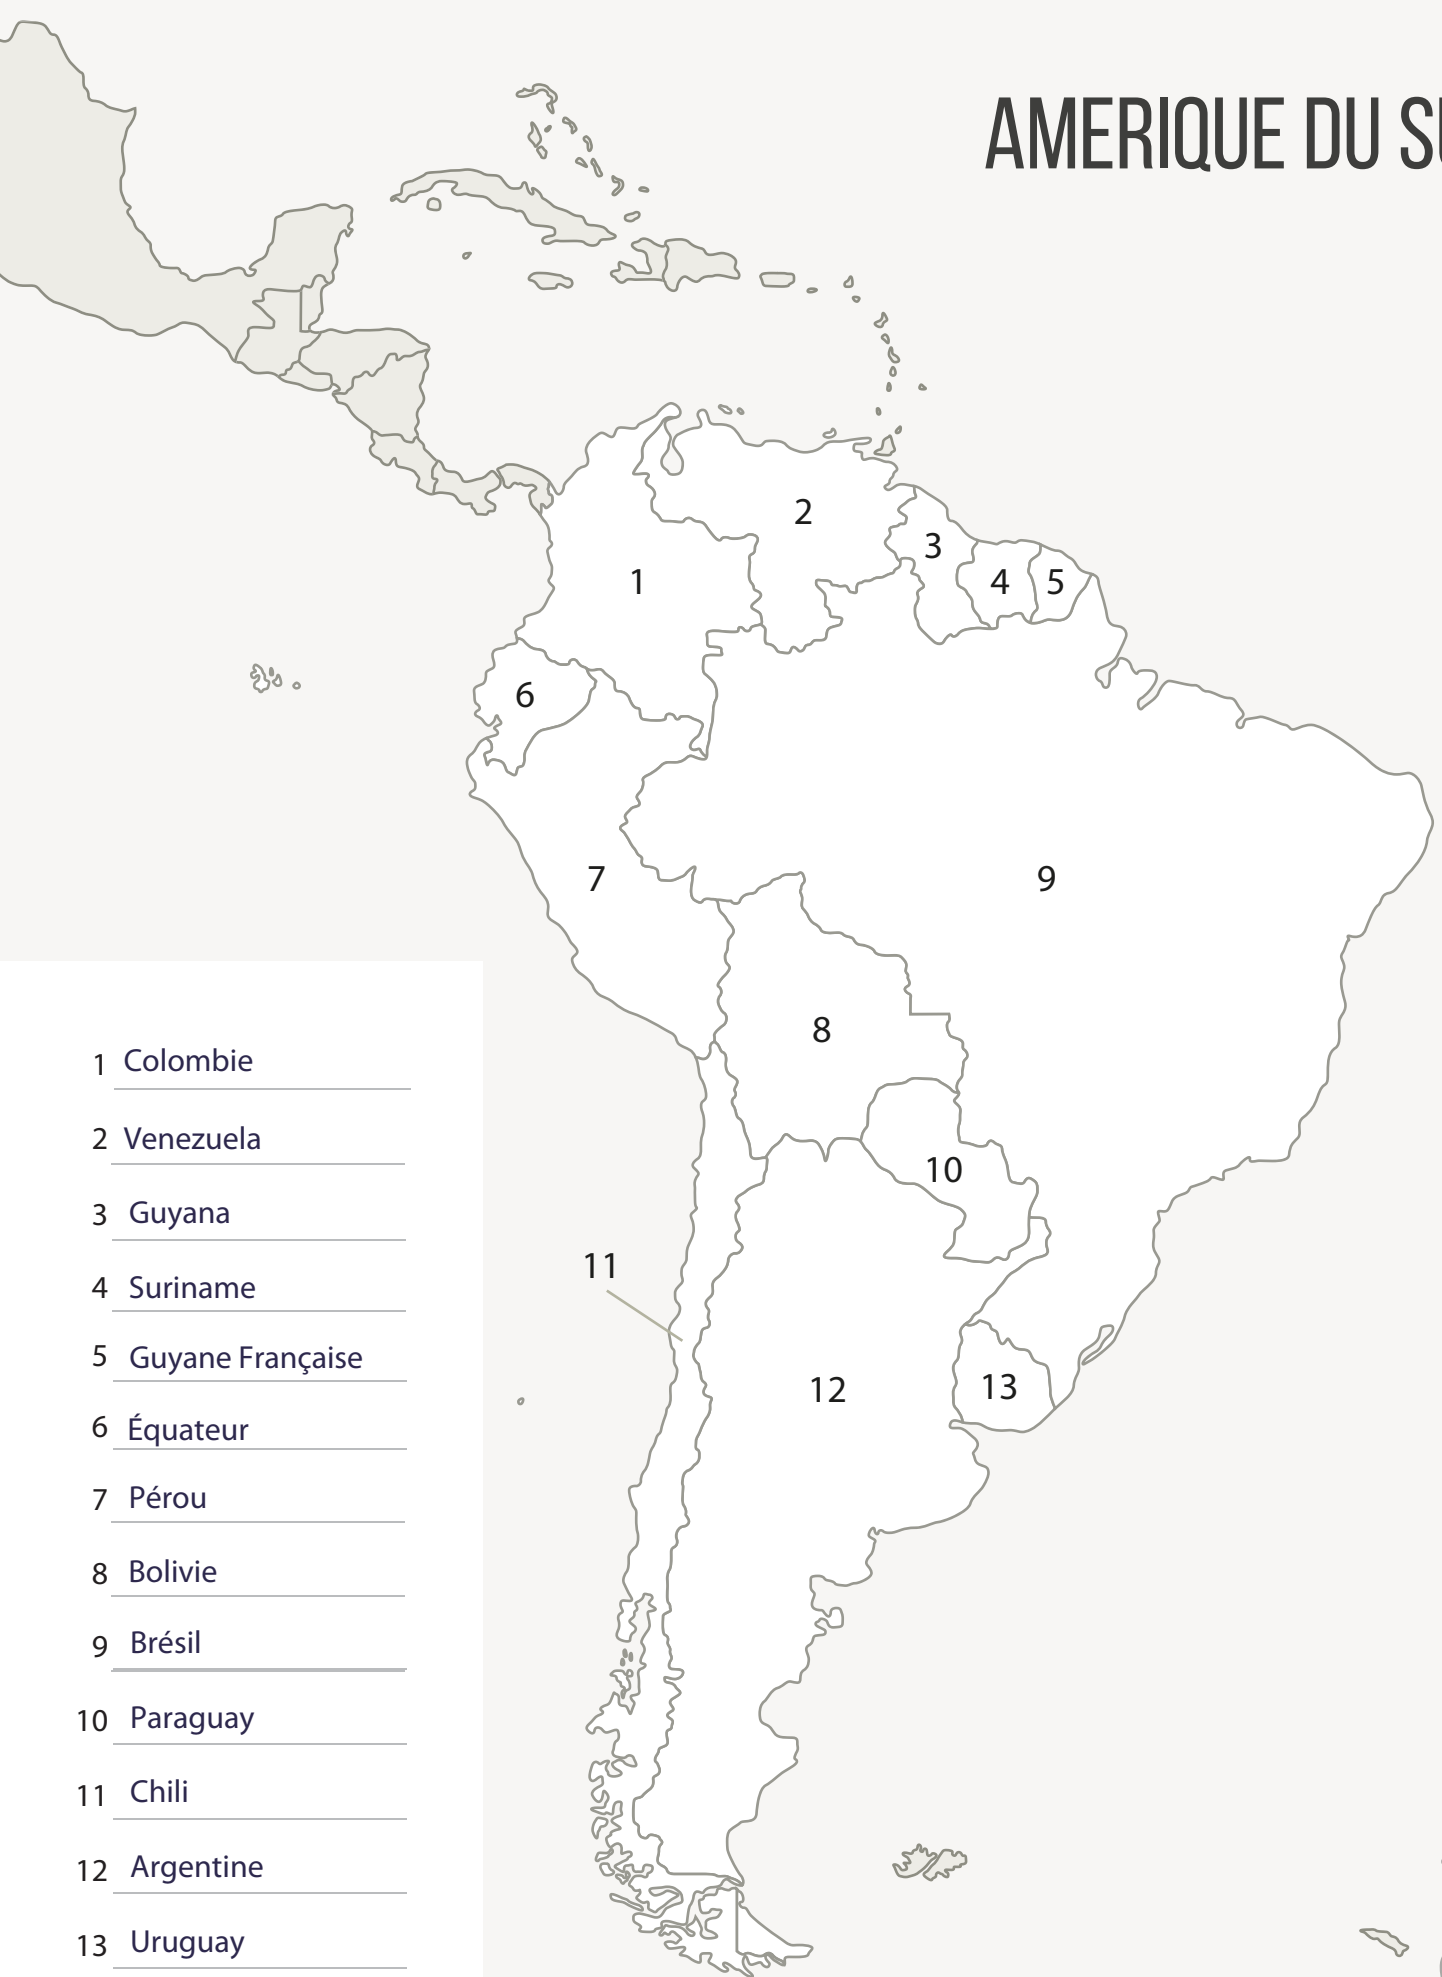 AMERIQUE DU SU
2
3
1
4
5
6
7
9
8
10
11
12
13
1 Colombie
2 Venezuela
3 Guyana
4 Suriname
5 Guyane Française
6 Équateur
7 Pérou
8 Bolivie
9 Brésil
10 Paraguay
11 Chili
12 Argentine
13 Uruguay